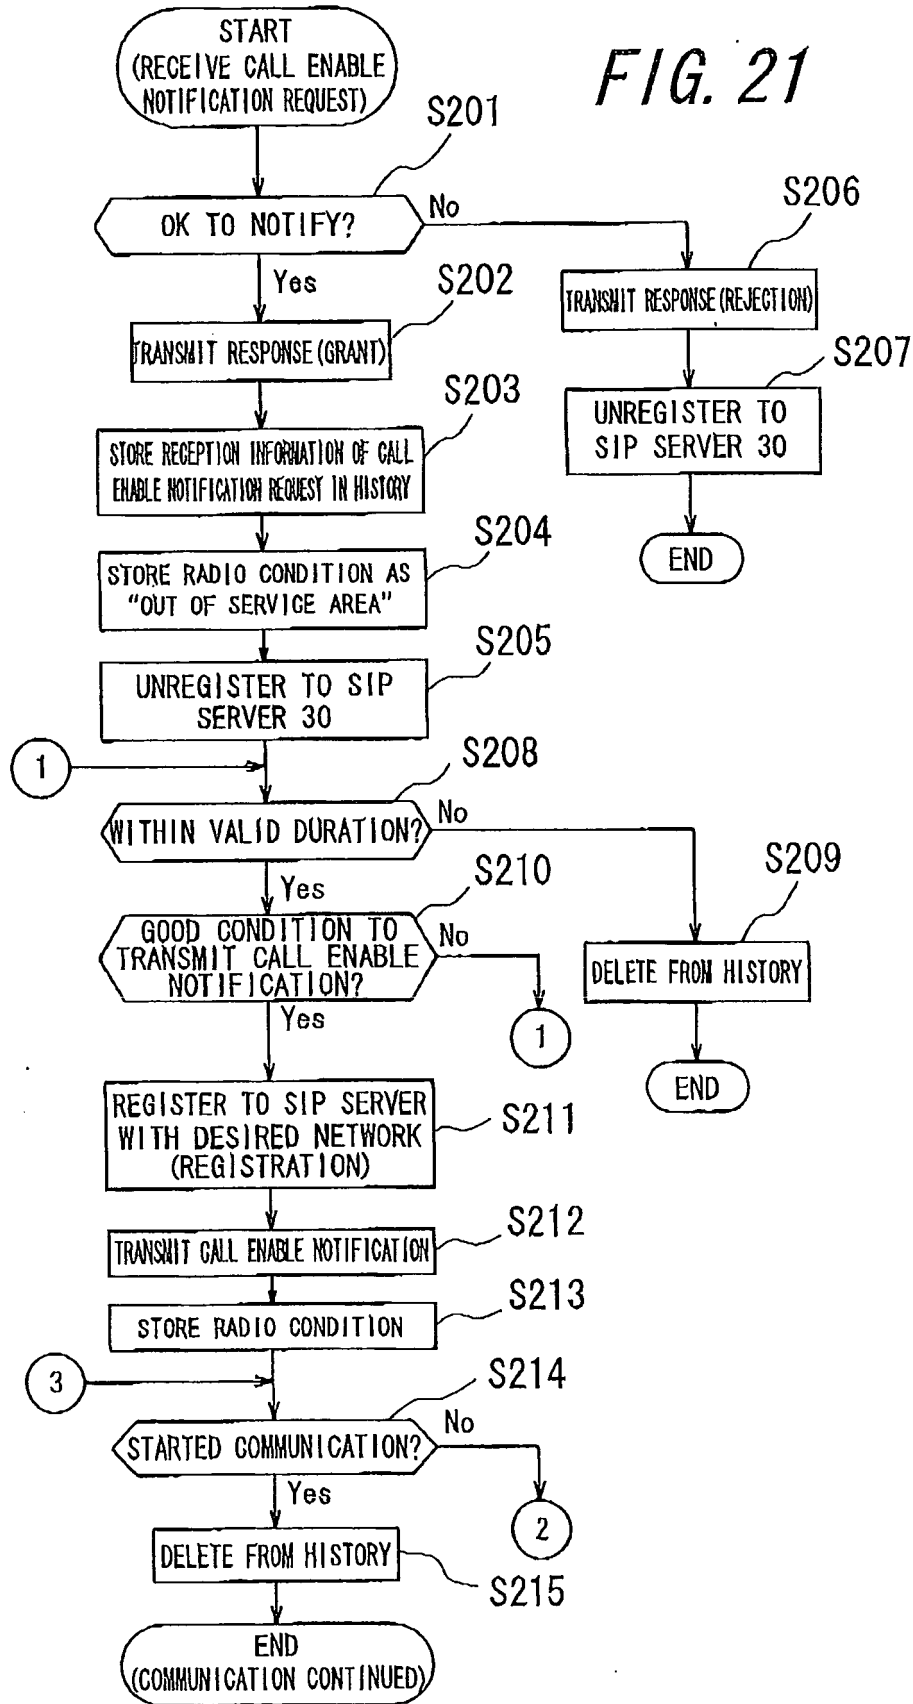 FIG. 21
START
(RECEIVE CALL ENABLE
NOTIFICATION REQUEST)
S201
OK TO NOTIFY?
No
Yes
S206
TRANSMIT RESPONSE (REJECTION)
S202
TRANSMIT RESPONSE (GRANT)
S207
UNREGISTER TO
SIP SERVER 30
END
S203
STORE RECEPTION INFORMATION OF CALL
ENABLE NOTIFICATION REQUEST IN HISTORY
S204
STORE RADIO CONDITION AS
“OUT OF SERVICE AREA”
S205
UNREGISTER TO SIP
SERVER 30
1
S208
WITHIN VALID DURATION?
No
Yes
S209
DELETE FROM HISTORY
END
S210
GOOD CONDITION TO
TRANSMIT CALL ENABLE
NOTIFICATION?
No
1
Yes
REGISTER TO SIP SERVER
WITH DESIRED NETWORK
(REGISTRATION)
S211
S212
TRANSMIT CALL ENABLE NOTIFICATION
S213
STORE RADIO CONDITION
3
S214
STARTED COMMUNICATION?
No
2
Yes
DELETE FROM HISTORY
S215
END
(COMMUNICATION CONTINUED)